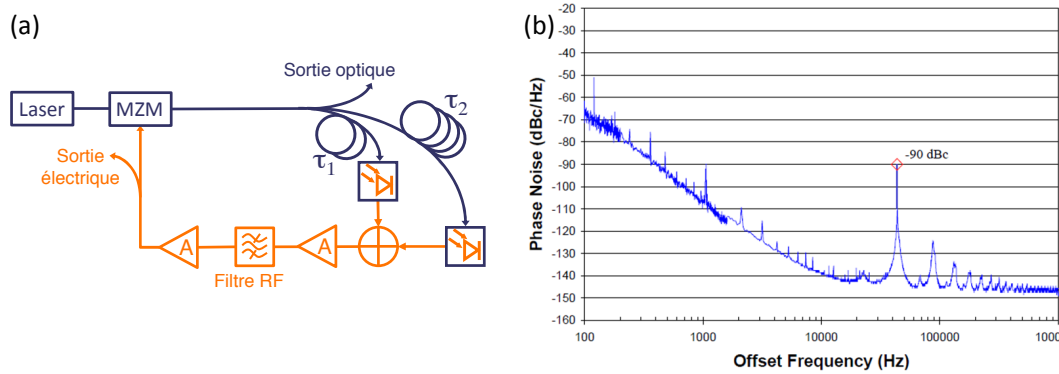 (a)
Sortie optique
Laser
MZM
τ1
τ2
Sortie
électrique
A
Filtre RF
A
(b)
Phase Noise (dBc/Hz)
-20
-30
-40
-50
-60
-70
-80
-90
-100
-110
-120
-130
-140
-150
-160
-90 dBc
100
1000
10000
100000
1000
Offset Frequency (Hz)